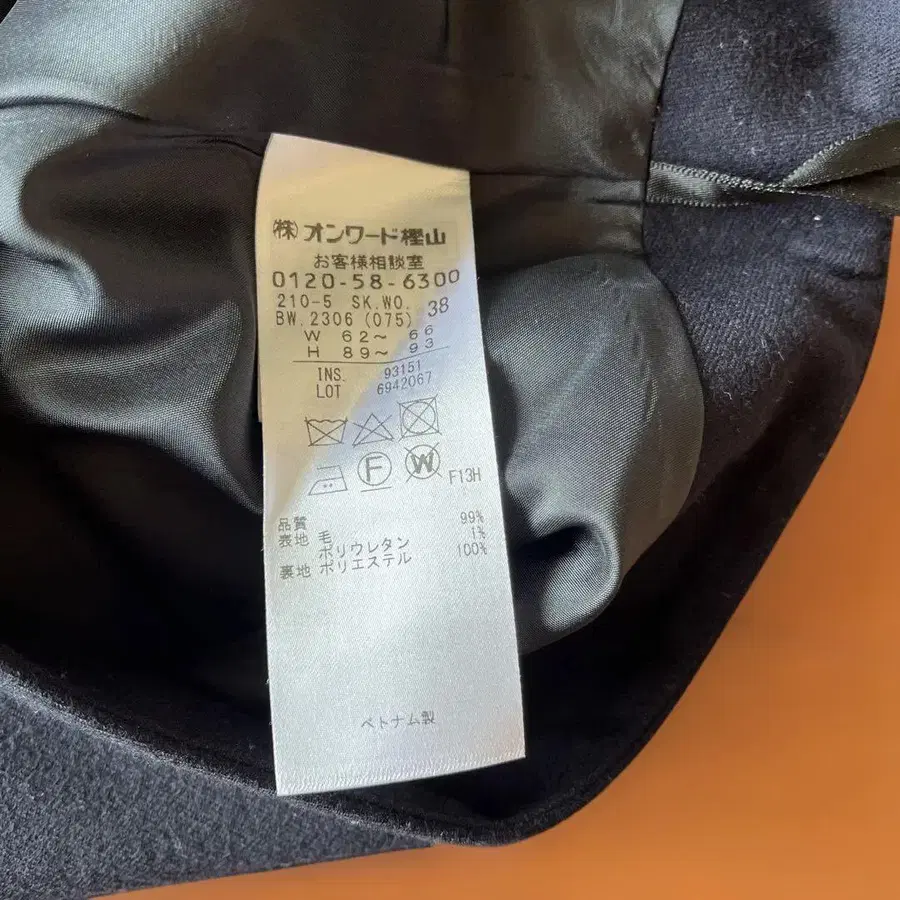 ㈱オンワード樫山
お客様相談室
0120-58-6300
210-5 SK.WO.
BW.2306 (075) 38
W 62～ 66
H 89～ 93
INS. 93151
LOT 6942067
F W F13H
品質
表地 毛 99%
ポリウレタン 1%
裏地 ポリエステル 100%
ベトナム製